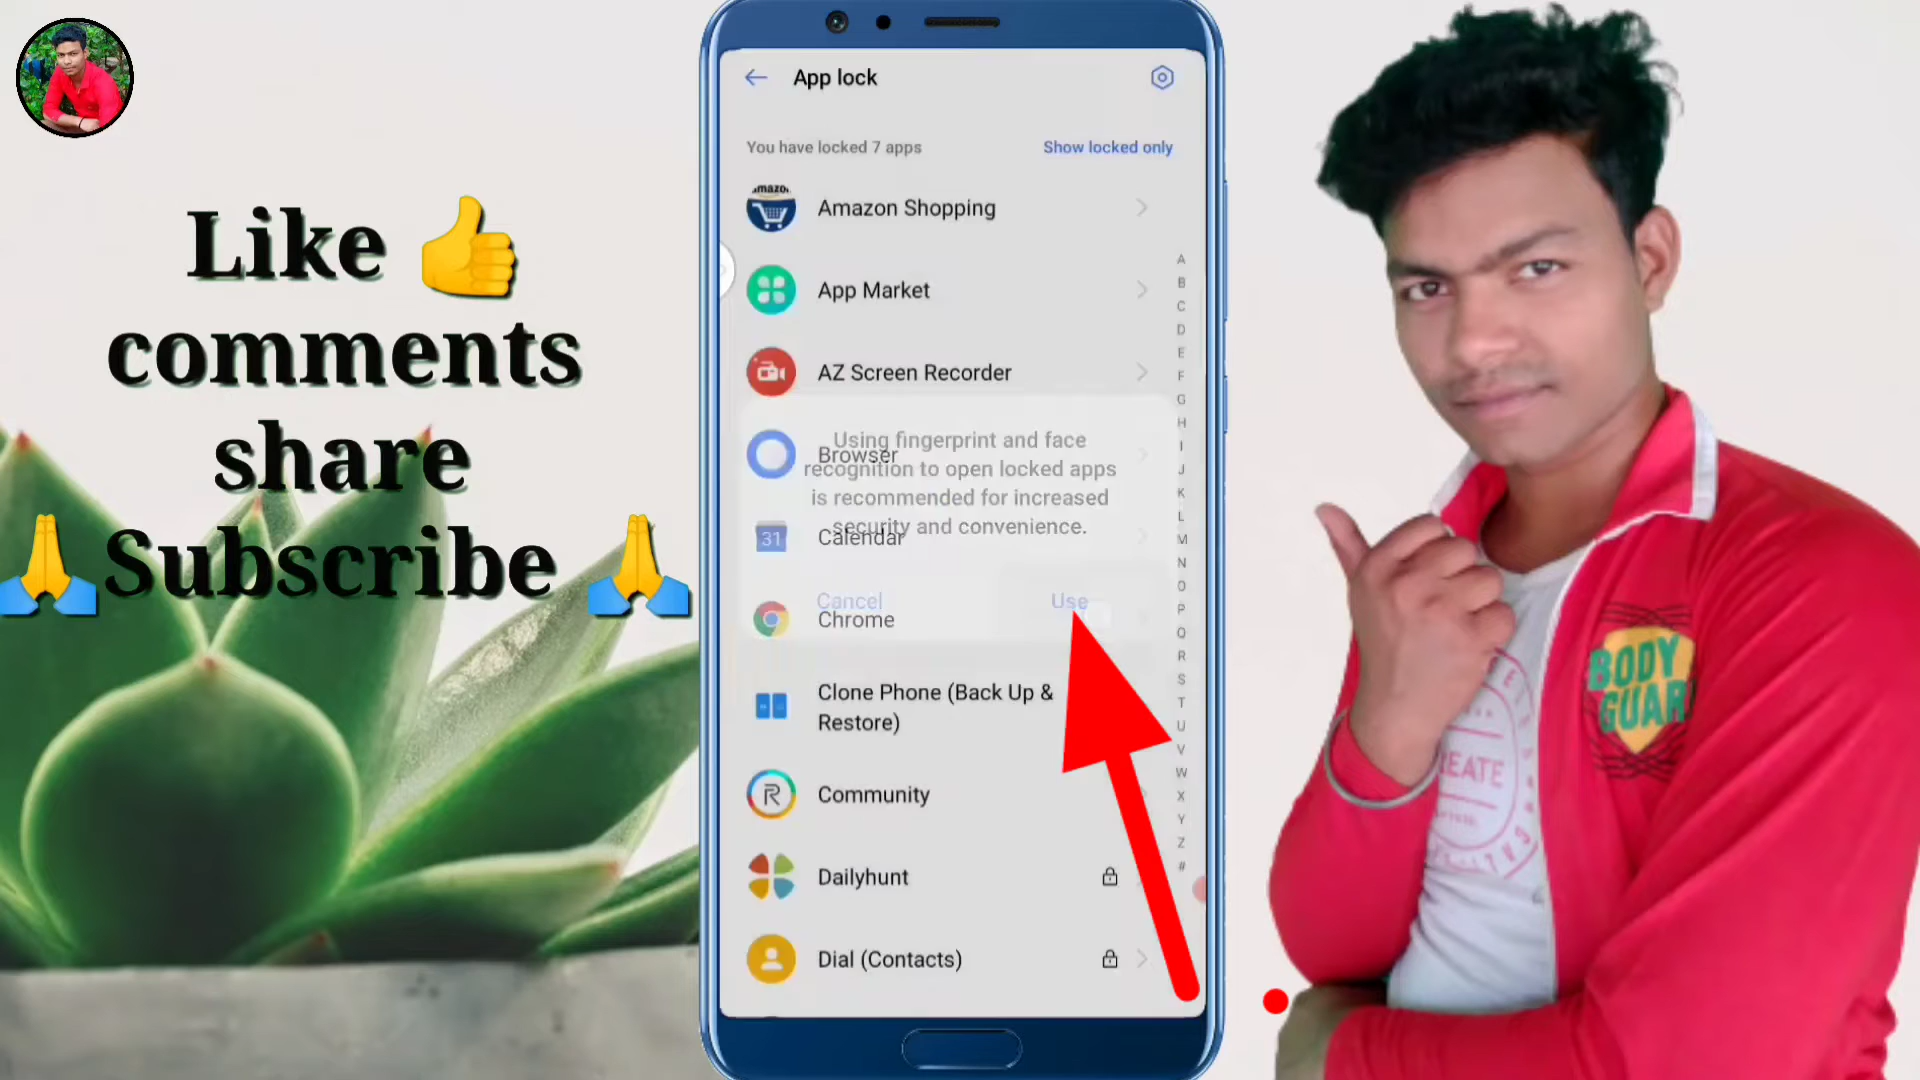 Like 👍
comments
share
🙏Subscribe 🙏
App lock
You have locked 7 apps
Show locked only
Amazon Shopping
App Market
AZ Screen Recorder
Browser
Using fingerprint and face
recognition to open locked apps
is recommended for increased
security and convenience.
Calendar
31
Cancel
Use
Chrome
Clone Phone (Back Up &
Restore)
Community
Dailyhunt
Dial (Contacts)
A
B
C
D
E
F
G
H
I
J
K
L
M
N
O
P
Q
R
S
T
U
V
W
X
Y
Z
#
BODY
GUAR